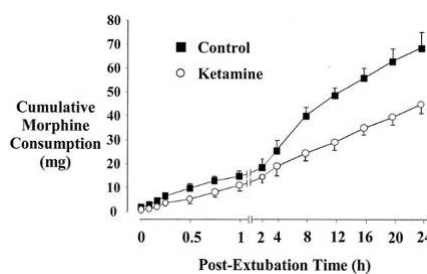 80
70
60
50
40
30
20
10
0
Control
Ketamine
Cumulative
Morphine
Consumption
(mg)
0 0.5 1 2 4 8 12 16 20 24
Post-Extubation Time (h)